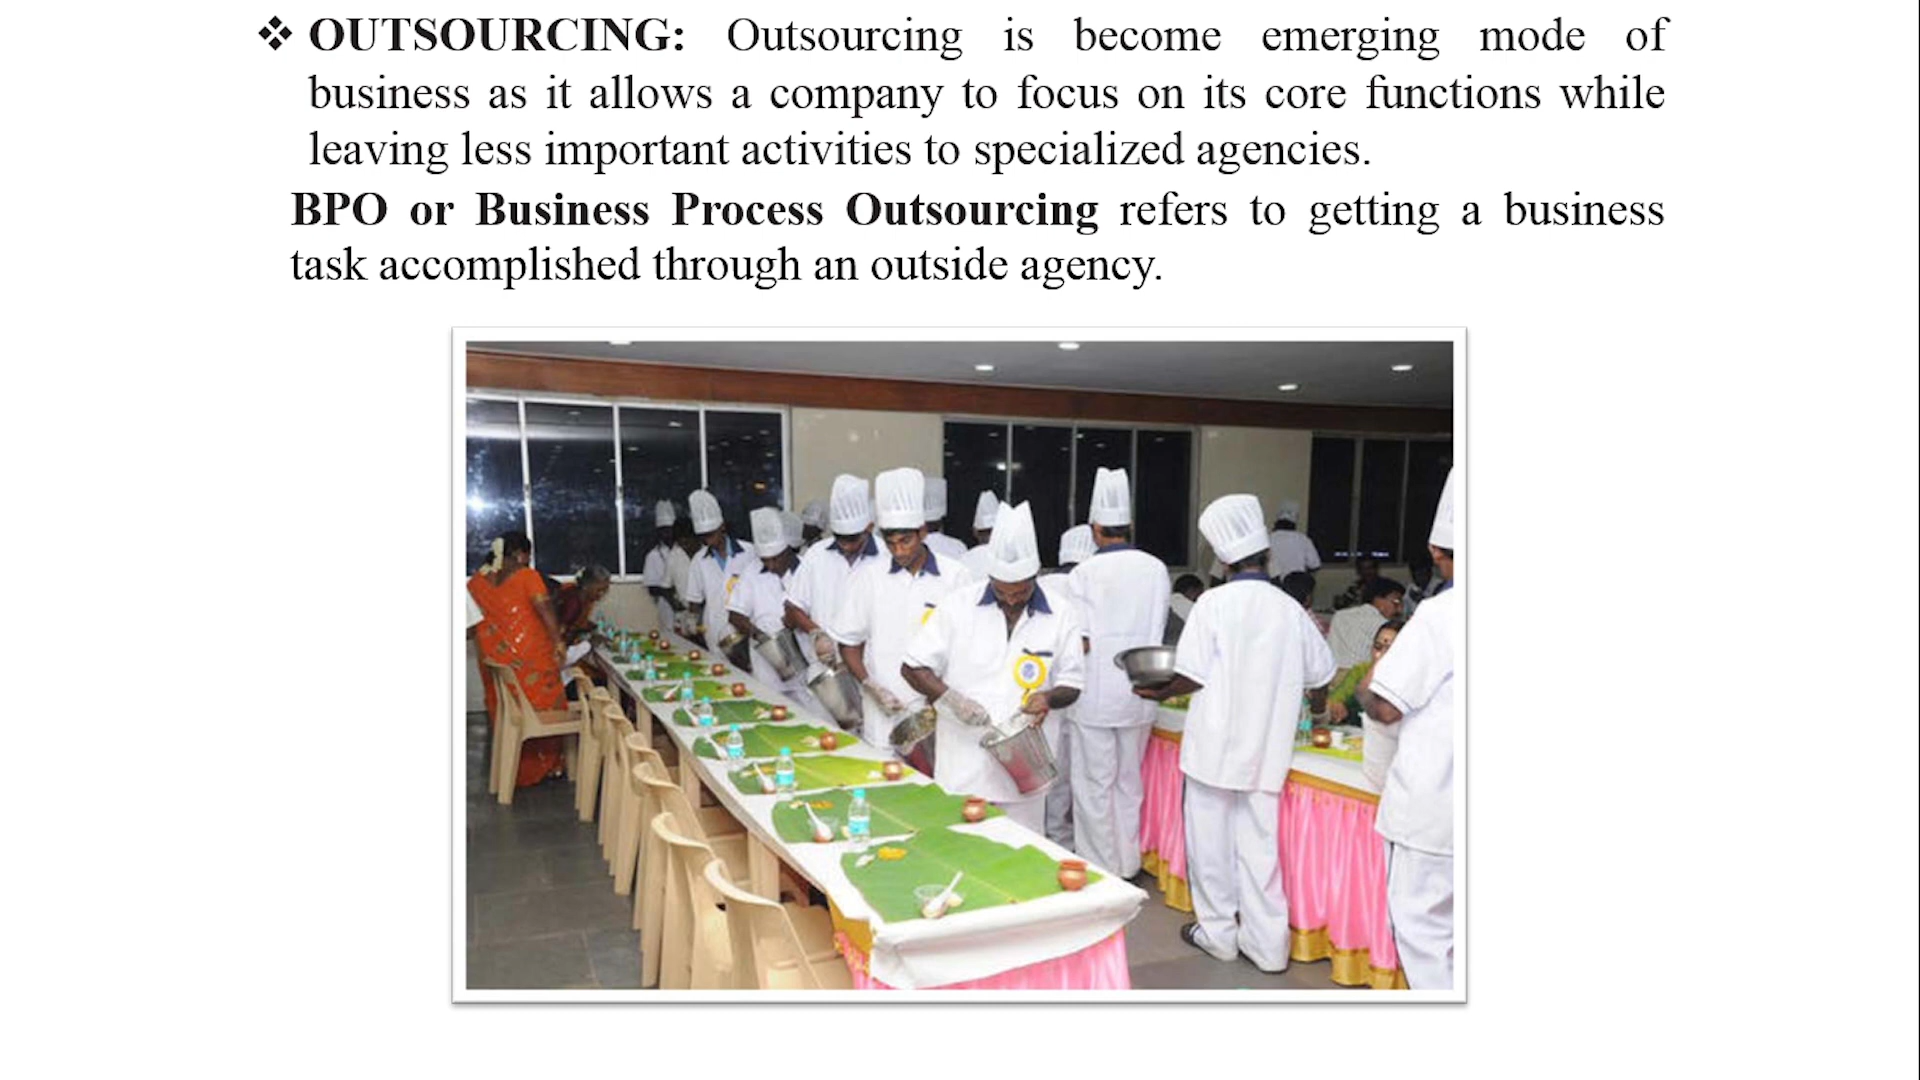 ❖ OUTSOURCING: Outsourcing is become emerging mode of
business as it allows a company to focus on its core functions while
leaving less important activities to specialized agencies.
BPO or Business Process Outsourcing refers to getting a business
task accomplished through an outside agency.